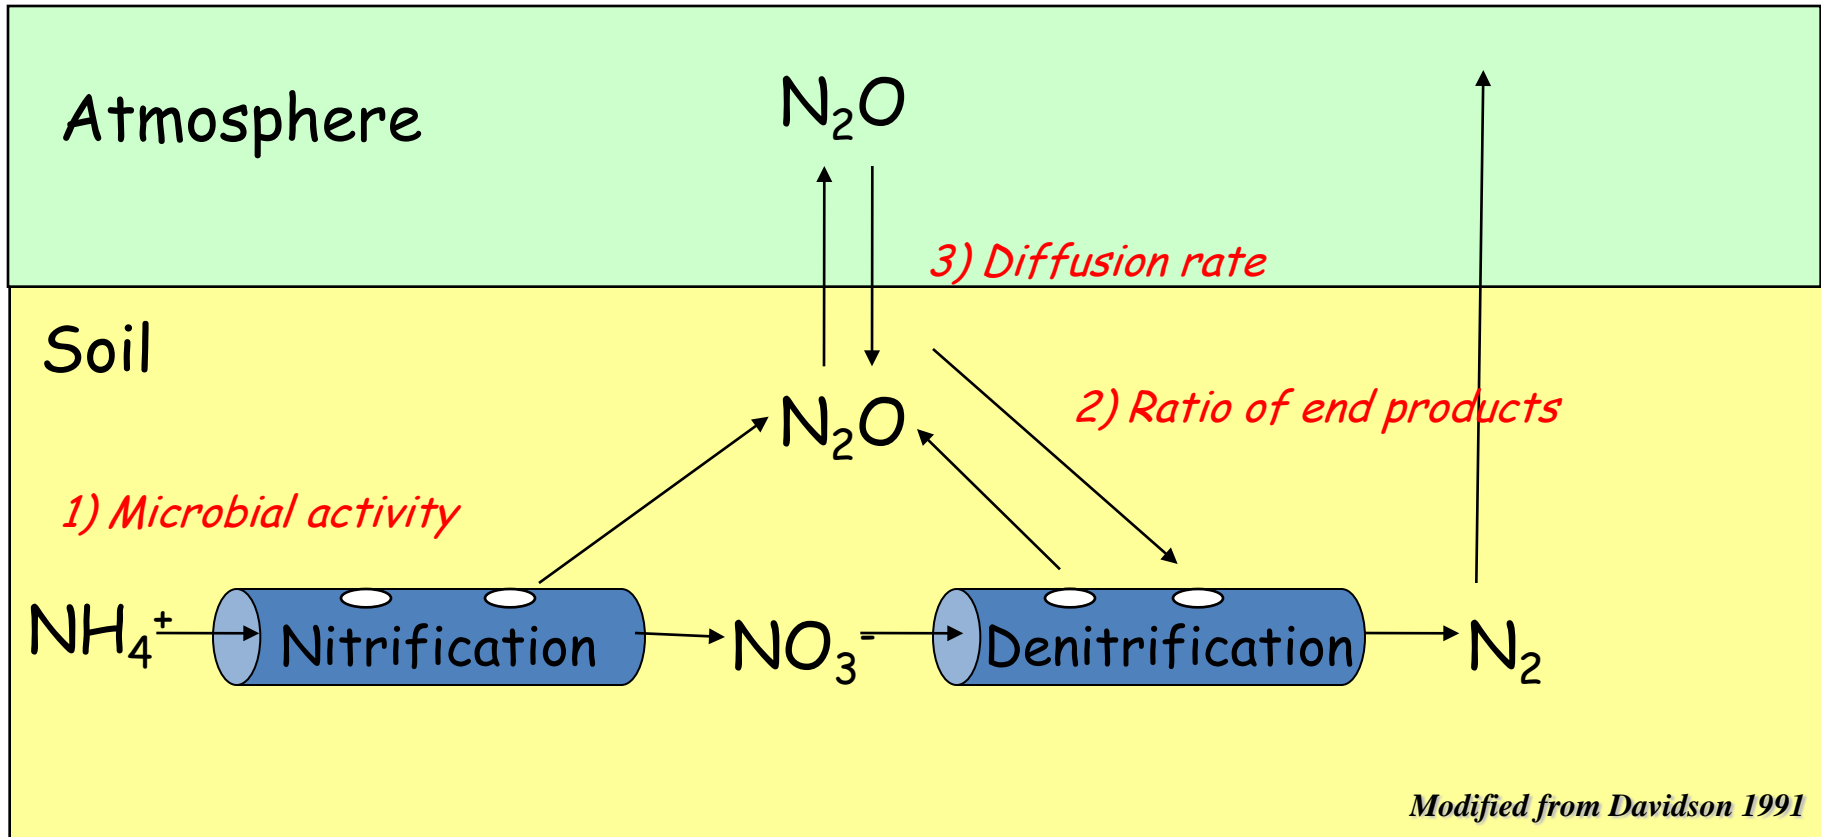 Atmosphere
N₂O
3) Diffusion rate
Soil
N₂O
2) Ratio of end products
1) Microbial activity
NH₄⁺
Nitrification
NO₃⁻
Denitrification
N₂
Modified from Davidson 1991